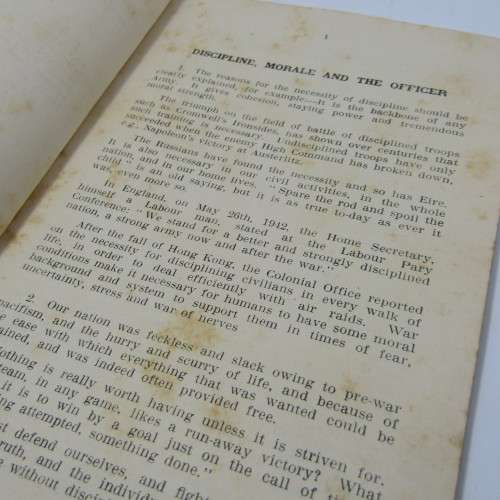 1
DISCIPLINE, MORALE AND THE OFFICER
1. The reasons for the necessity of discipline should be
clearly explained, for example—It is the backbone of any
Army. It gives cohesion, staying power and tremendous
moral strength.
The triumph on the field of battle of disciplined troops
such as Cromwell's Ironsides, has shown over centuries that
such training is necessary. Undisciplined troops have only
succeeded when the enemy High Command has broken down,
e.g., Napoleon's victory at Austerlitz.
The Russians have found the necessity and so has Eire.
It is also necessary in our civil activities, in the whole
nation, and in our home lives. "Spare the rod and spoil the
child" is an old saying, but it is as true to-day as ever it
was, even more so.
In England, on May 26th, 1942, the Home Secretary,
himself a Labour man, stated at the Labour Pary
Conference: "We stand for a better and strongly disciplined
nation, a strong army now and after the war."
After the fall of Hong Kong, the Colonial Office reported
on the necessity for disciplining civilians in every walk of
life, in order to deal efficiently with air raids. War
conditions make it necessary for humans to have some moral
background and system to support them in times of fear,
uncertainty, stress and war of nerves
2. Our nation was feckless and slack owing to pre-war
pacifism, and the hurry and scurry of life, and because of
case with which everything that was wanted could be
ained, and was indeed often provided free.
othing is really worth having unless it is striven for.
team, in any game, likes a run-away victory? What
it is to win by a goal just on the call of
ng attempted, something done."
st defend ourselves, and figh
ruth, and the individ
without disci